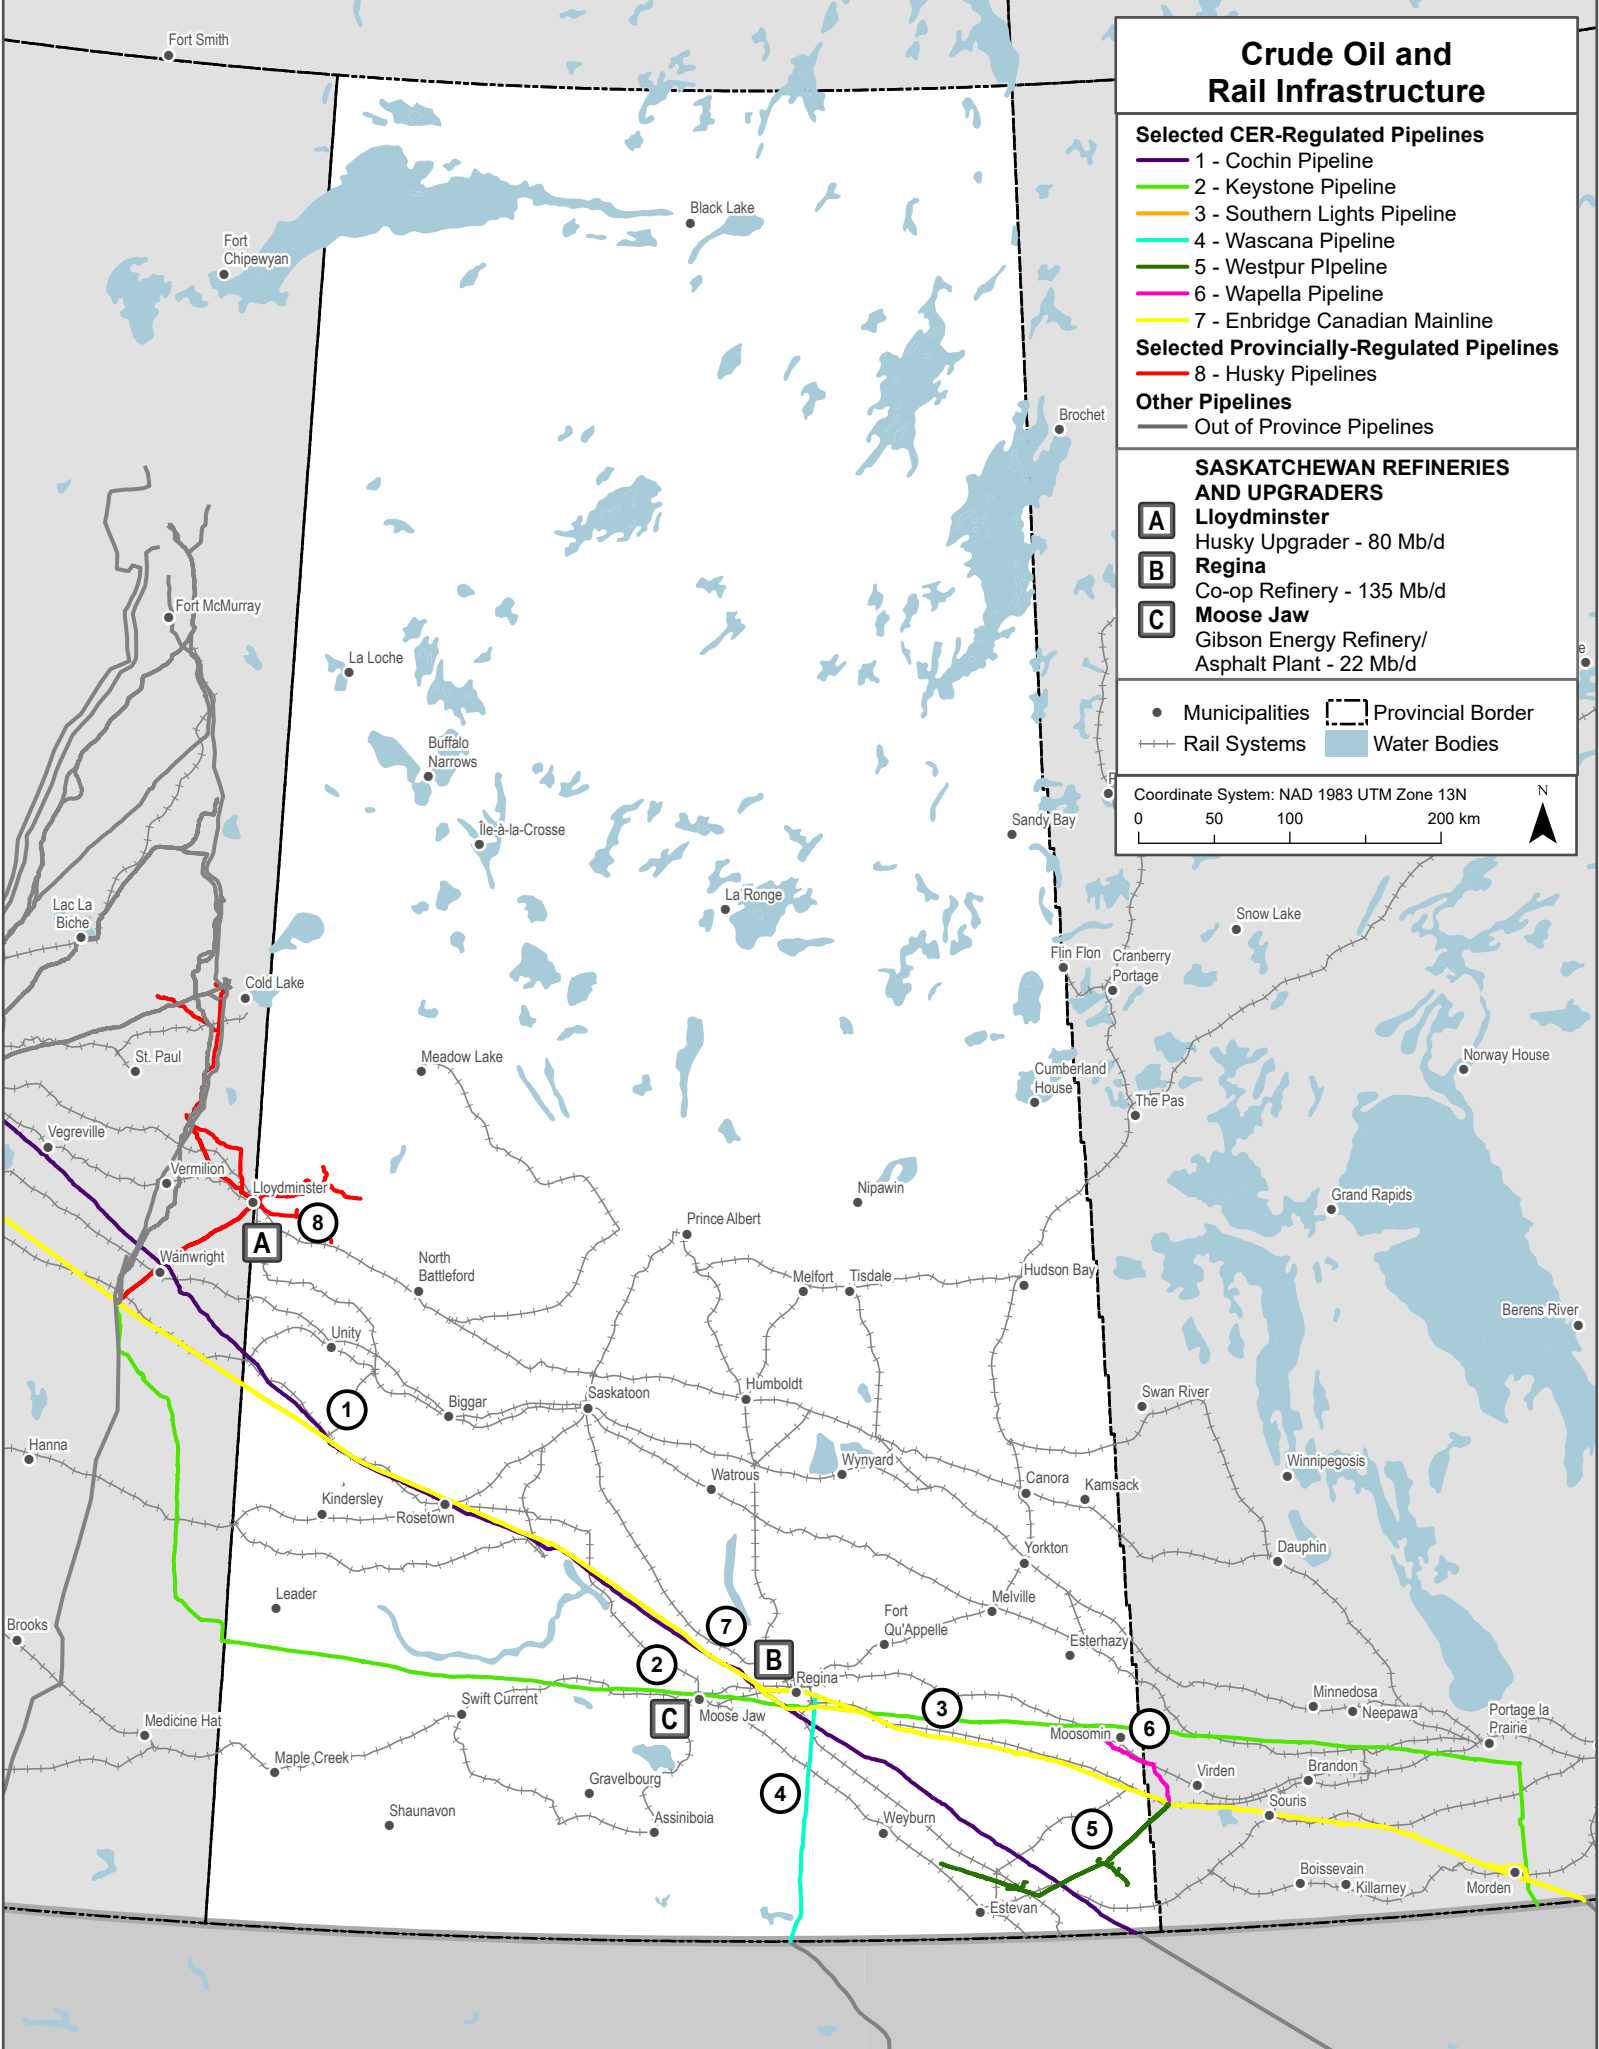 Crude Oil and
Rail Infrastructure
Selected CER-Regulated Pipelines
1 - Cochin Pipeline
2 - Keystone Pipeline
3 - Southern Lights Pipeline
4 - Wascana Pipeline
5 - Westpur PIpeline
6 - Wapella Pipeline
7 - Enbridge Canadian Mainline
Selected Provincially-Regulated Pipelines
8 - Husky Pipelines
Other Pipelines
Out of Province Pipelines
SASKATCHEWAN REFINERIES
AND UPGRADERS
A
Lloydminster
Husky Upgrader - 80 Mb/d
B
Regina
Co-op Refinery - 135 Mb/d
C
Moose Jaw
Gibson Energy Refinery/
Asphalt Plant - 22 Mb/d
Municipalities
Provincial Border
Rail Systems
Water Bodies
Coordinate System: NAD 1983 UTM Zone 13N
N
0 50 100 200 km
Fort Smith
Black Lake
Fort
Chipewyan
Brochet
Fort McMurray
La Loche
e
Buffalo
Narrows
P
Île-à-la-Crosse
Sandy Bay
La Ronge
Lac La
Biche
Snow Lake
Flin Flon
Cranberry
Portage
Cold Lake
St. Paul
Meadow Lake
Norway House
Cumberland
House
The Pas
Vegreville
Vermilion
Lloydminster
Nipawin
Grand Rapids
8
A
Prince Albert
Wainwright
North
Battleford
Melfort
Tisdale
Hudson Bay
Berens River
Unity
1
Biggar
Saskatoon
Humboldt
Swan River
Hanna
Watrous
Wynyard
Canora
Kamsack
Winnipegosis
Kindersley
Rosetown
Yorkton
Dauphin
Leader
Melville
Brooks
7
Fort
Qu'Appelle
Esterhazy
2
B
Regina
Swift Current
C
Moose Jaw
3
Minnedosa
Neepawa
Portage la
Prairie
Medicine Hat
Moosomin
6
Maple Creek
Gravelbourg
4
Virden
Brandon
Souris
Shaunavon
Assiniboia
Weyburn
5
Boissevain
Killarney
Morden
Estevan